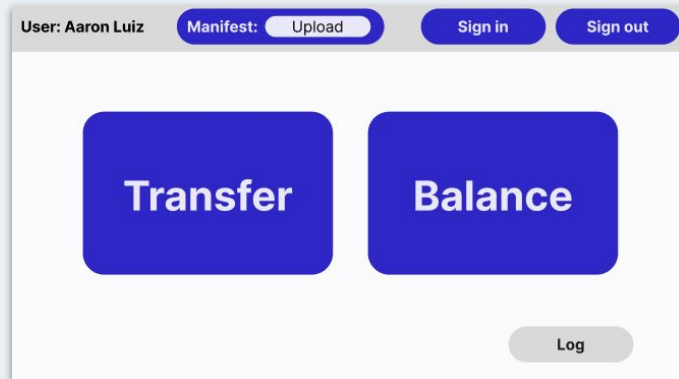 User: Aaron Luiz Manifest: Upload Sign in Sign out
Transfer Balance
Log